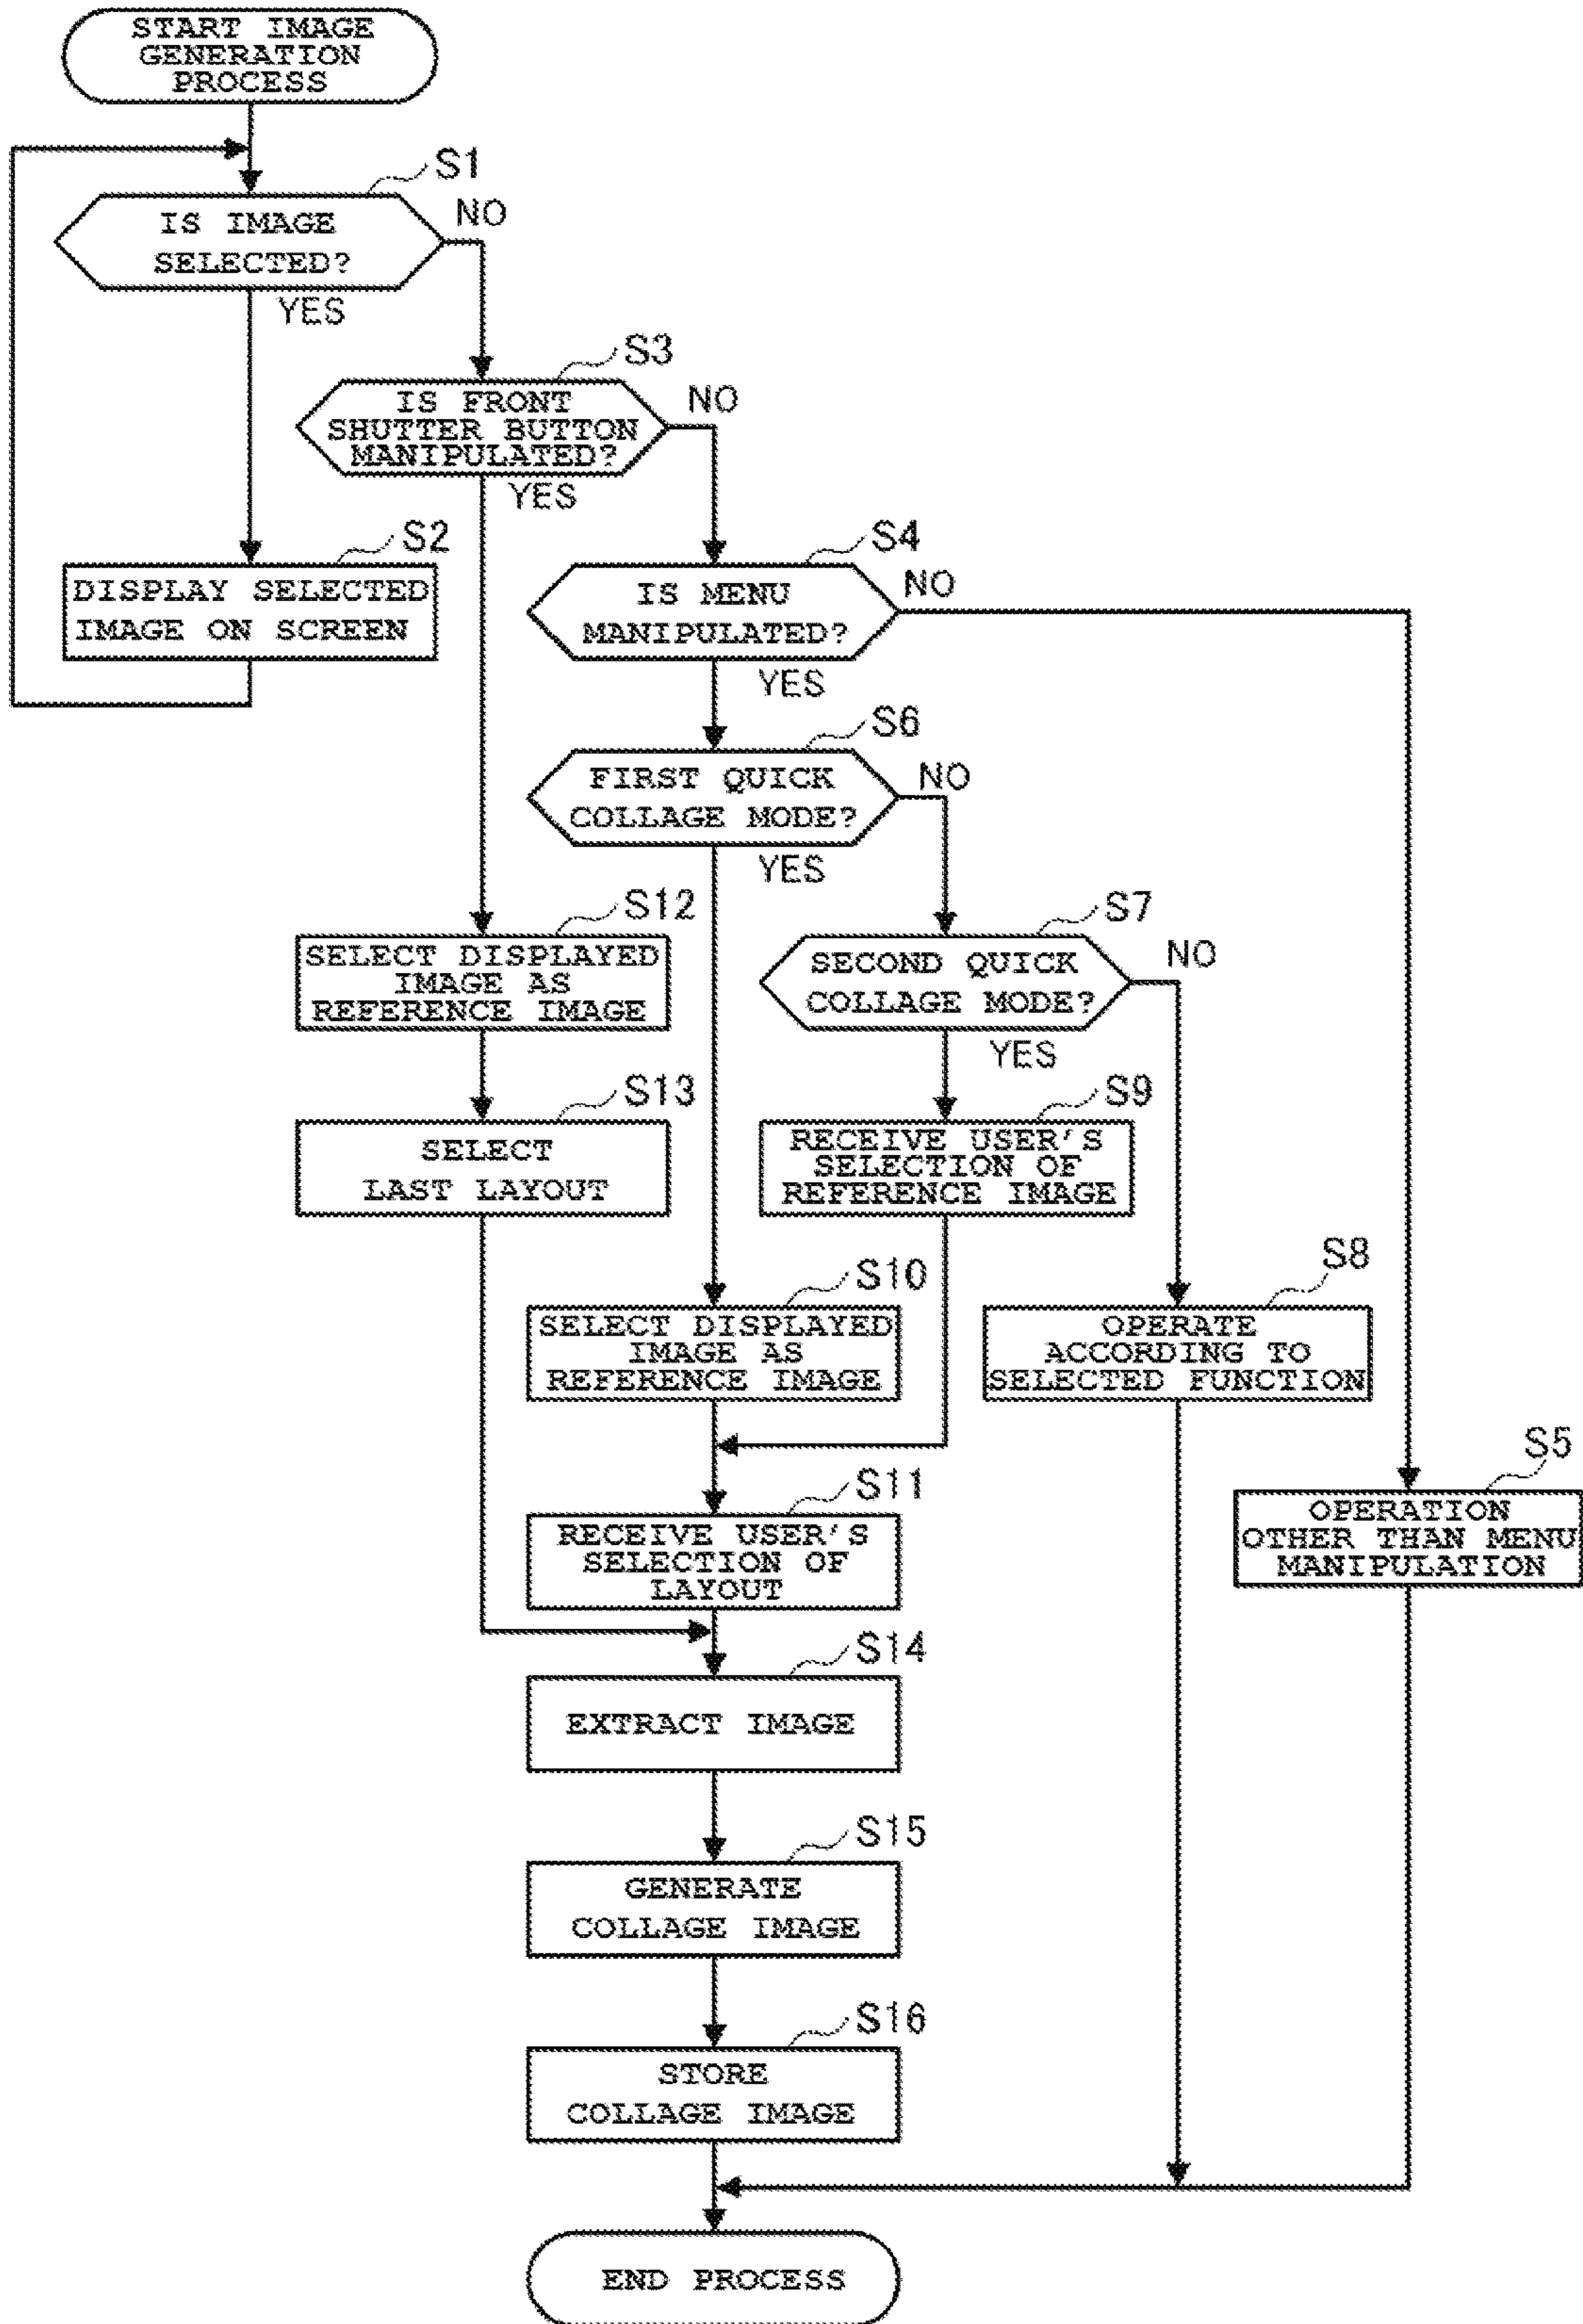 START IMAGE
GENERATION
PROCESS
S1
IS IMAGE
SELECTED?
NO
YES
S3
IS FRONT
SHUTTER BUTTON
MANIPULATED?
NO
YES
S2
DISPLAY SELECTED
IMAGE ON SCREEN
S4
IS MENU
MANIPULATED?
NO
YES
S6
FIRST QUICK
COLLAGE MODE?
NO
YES
S12
SELECT DISPLAYED
IMAGE AS
REFERENCE IMAGE
S7
SECOND QUICK
COLLAGE MODE?
NO
YES
S13
SELECT
LAST LAYOUT
S9
RECEIVE USER'S
SELECTION OF
REFERENCE IMAGE
S10
SELECT DISPLAYED
IMAGE AS
REFERENCE IMAGE
S8
OPERATE
ACCORDING TO
SELECTED FUNCTION
S11
RECEIVE USER'S
SELECTION OF
LAYOUT
S5
OPERATION
OTHER THAN MENU
MANIPULATION
S14
EXTRACT IMAGE
S15
GENERATE
COLLAGE IMAGE
S16
STORE
COLLAGE IMAGE
END PROCESS